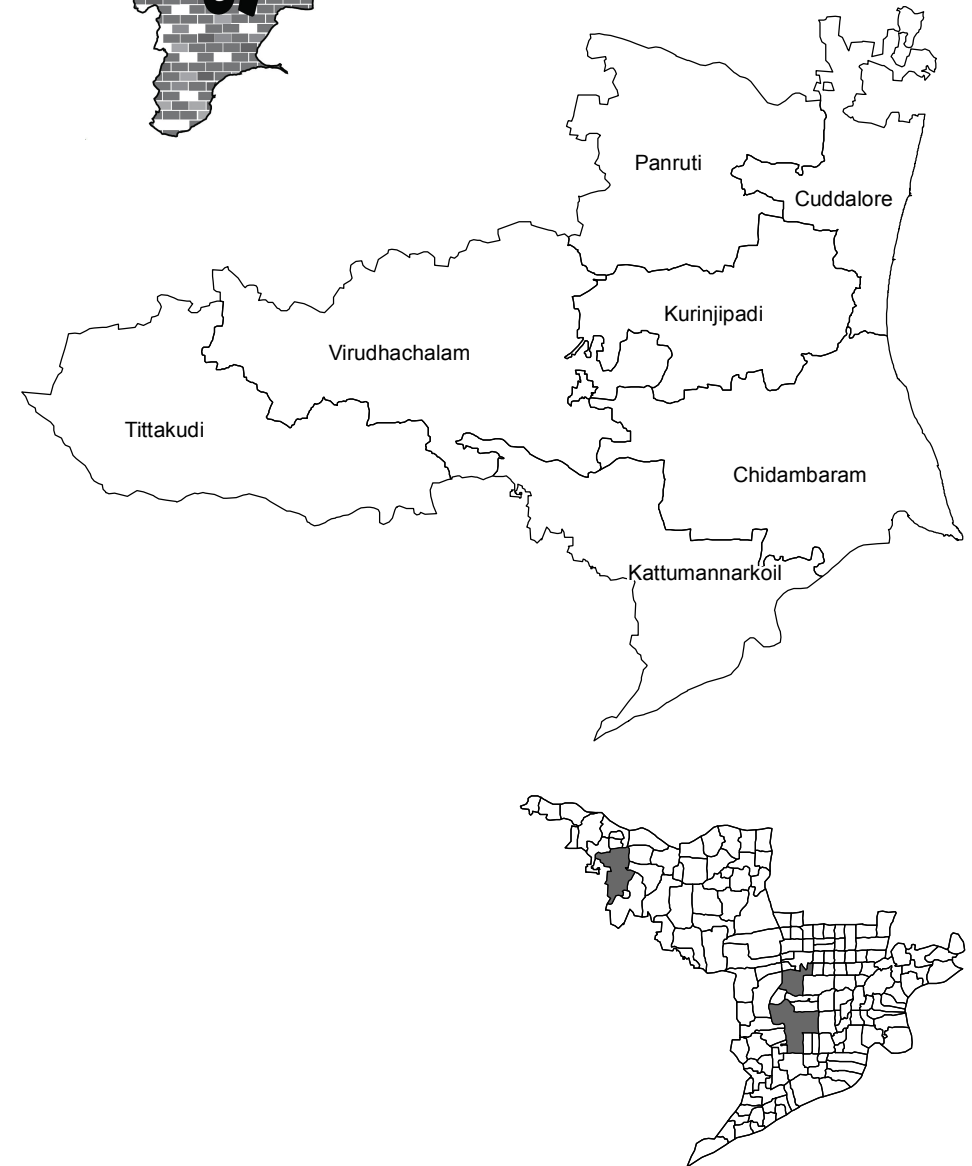 Panruti
Cuddalore
Kurinjipadi
Virudhachalam
Tittakudi
Chidambaram
Kattumannarkoil